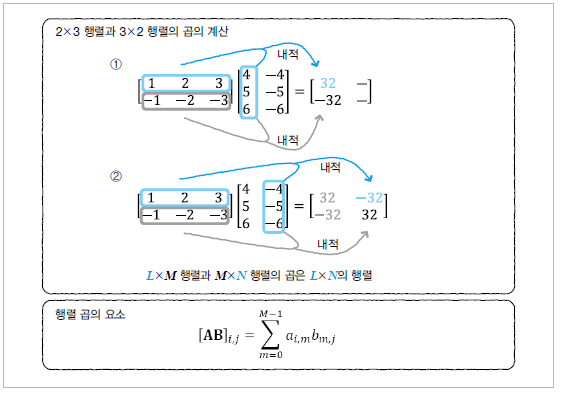 2×3 행렬과 3×2 행렬의 곱의 계산
① 내적
[1 2 3
-1 -2 -3] [4 -4
5 -5
6 -6] = [32 –
-32 –]
내적
② 내적
[1 2 3
-1 -2 -3] [4 -4
5 -5
6 -6] = [32 -32
-32 32]
내적
L×M 행렬과 M×N 행렬의 곱은 L×N의 행렬
행렬 곱의 요소
[AB]i,j = M-1 ∑ m=0 ai,m bm,j